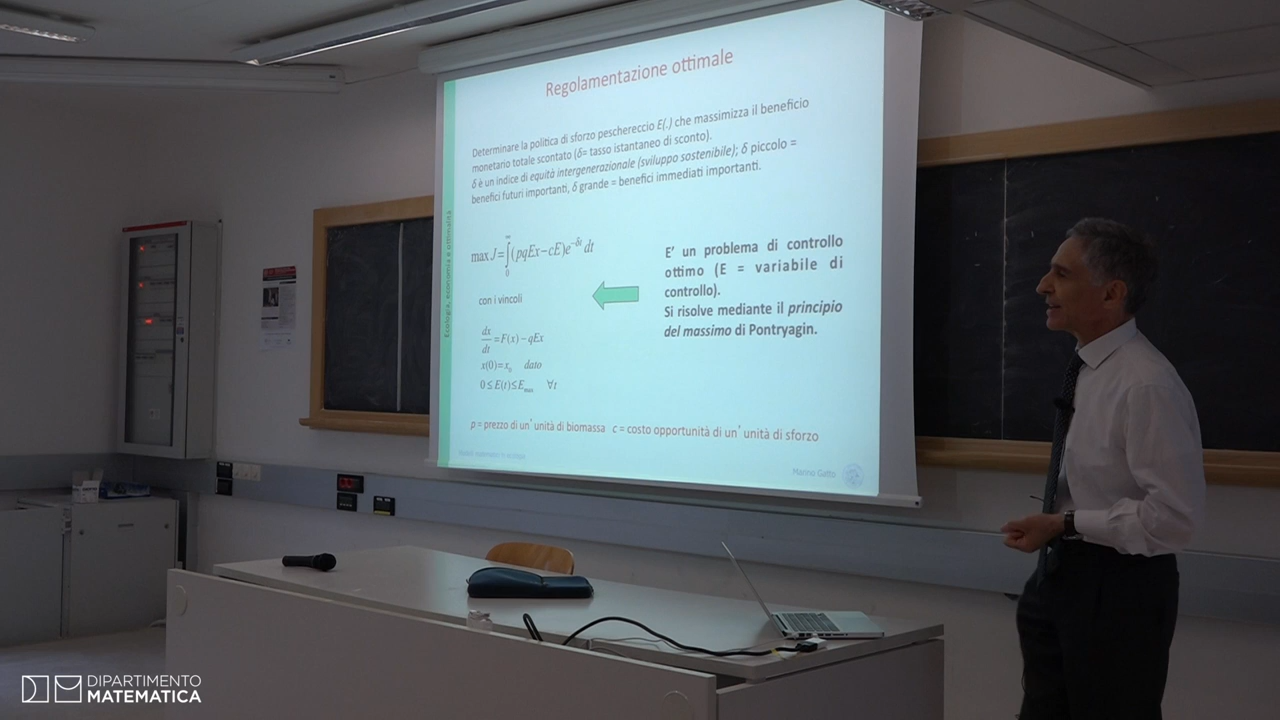 Regolamentazione ottimale
Determinare la politica di sforzo peschereccio E(.) che massimizza il beneficio
monetario totale scontato (δ= tasso istantaneo di sconto).
δ è un indice di equità intergenerazionale (sviluppo sostenibile); δ piccolo =
benefici futuri importanti, δ grande = benefici immediati importanti.
max J = ∫₀^∞ (pqEx−cE)e^−δt dt
con i vincoli
dx/dt = F(x) − qEx
x(0)=x₀ dato
0 ≤ E(t) ≤ Emax ∀t
E' un problema di controllo
ottimo (E = variabile di
controllo).
Si risolve mediante il principio
del massimo di Pontryagin.
p = prezzo di un' unità di biomassa c = costo opportunità di un' unità di sforzo
Ecologia, economia e ottimalità
Marino Gatto
DIPARTIMENTO
MATEMATICA